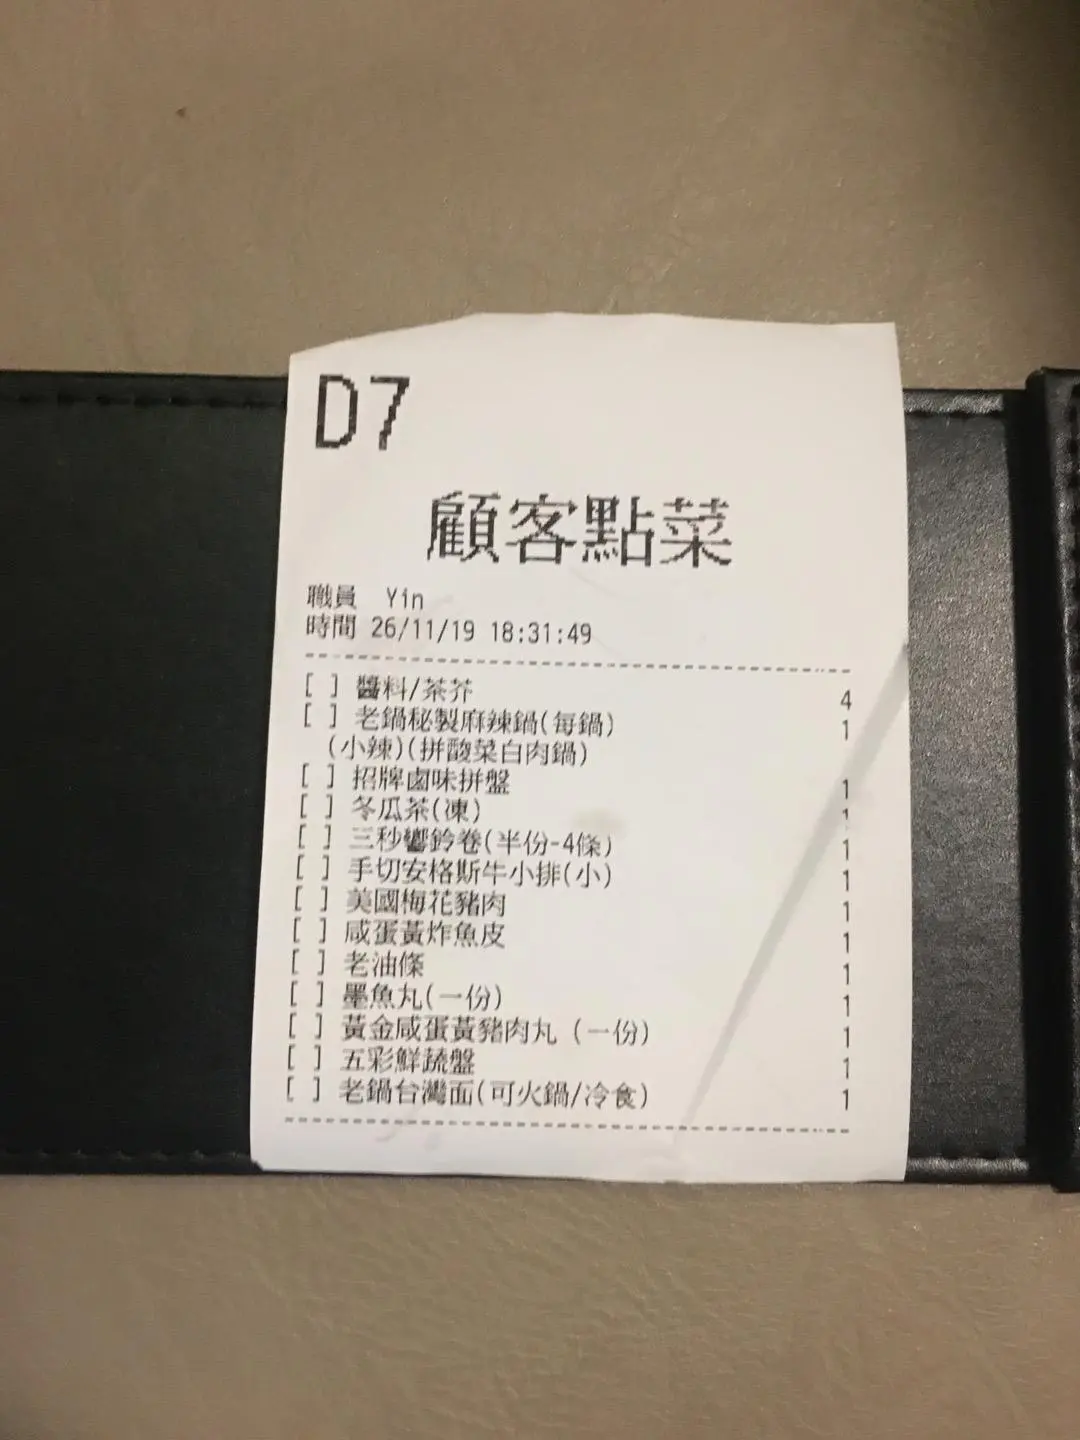 D7
顧客點菜
職員 Yin
時間 26/11/19 18:31:49
[ ] 醬料/茶芥 4
[ ] 老鍋秘製麻辣鍋(每鍋) 1
(小辣)(拼酸菜白肉鍋)
[ ] 招牌鹵味拼盤 1
[ ] 冬瓜茶(凍) 1
[ ] 三秒響鈴卷(半份-4條) 1
[ ] 手切安格斯牛小排(小) 1
[ ] 美國梅花豬肉 1
[ ] 咸蛋黃炸魚皮 1
[ ] 老油條 1
[ ] 墨魚丸(一份) 1
[ ] 黃金咸蛋黃豬肉丸 (一份) 1
[ ] 五彩鮮蔬盤 1
[ ] 老鍋台灣面(可火鍋/冷食) 1